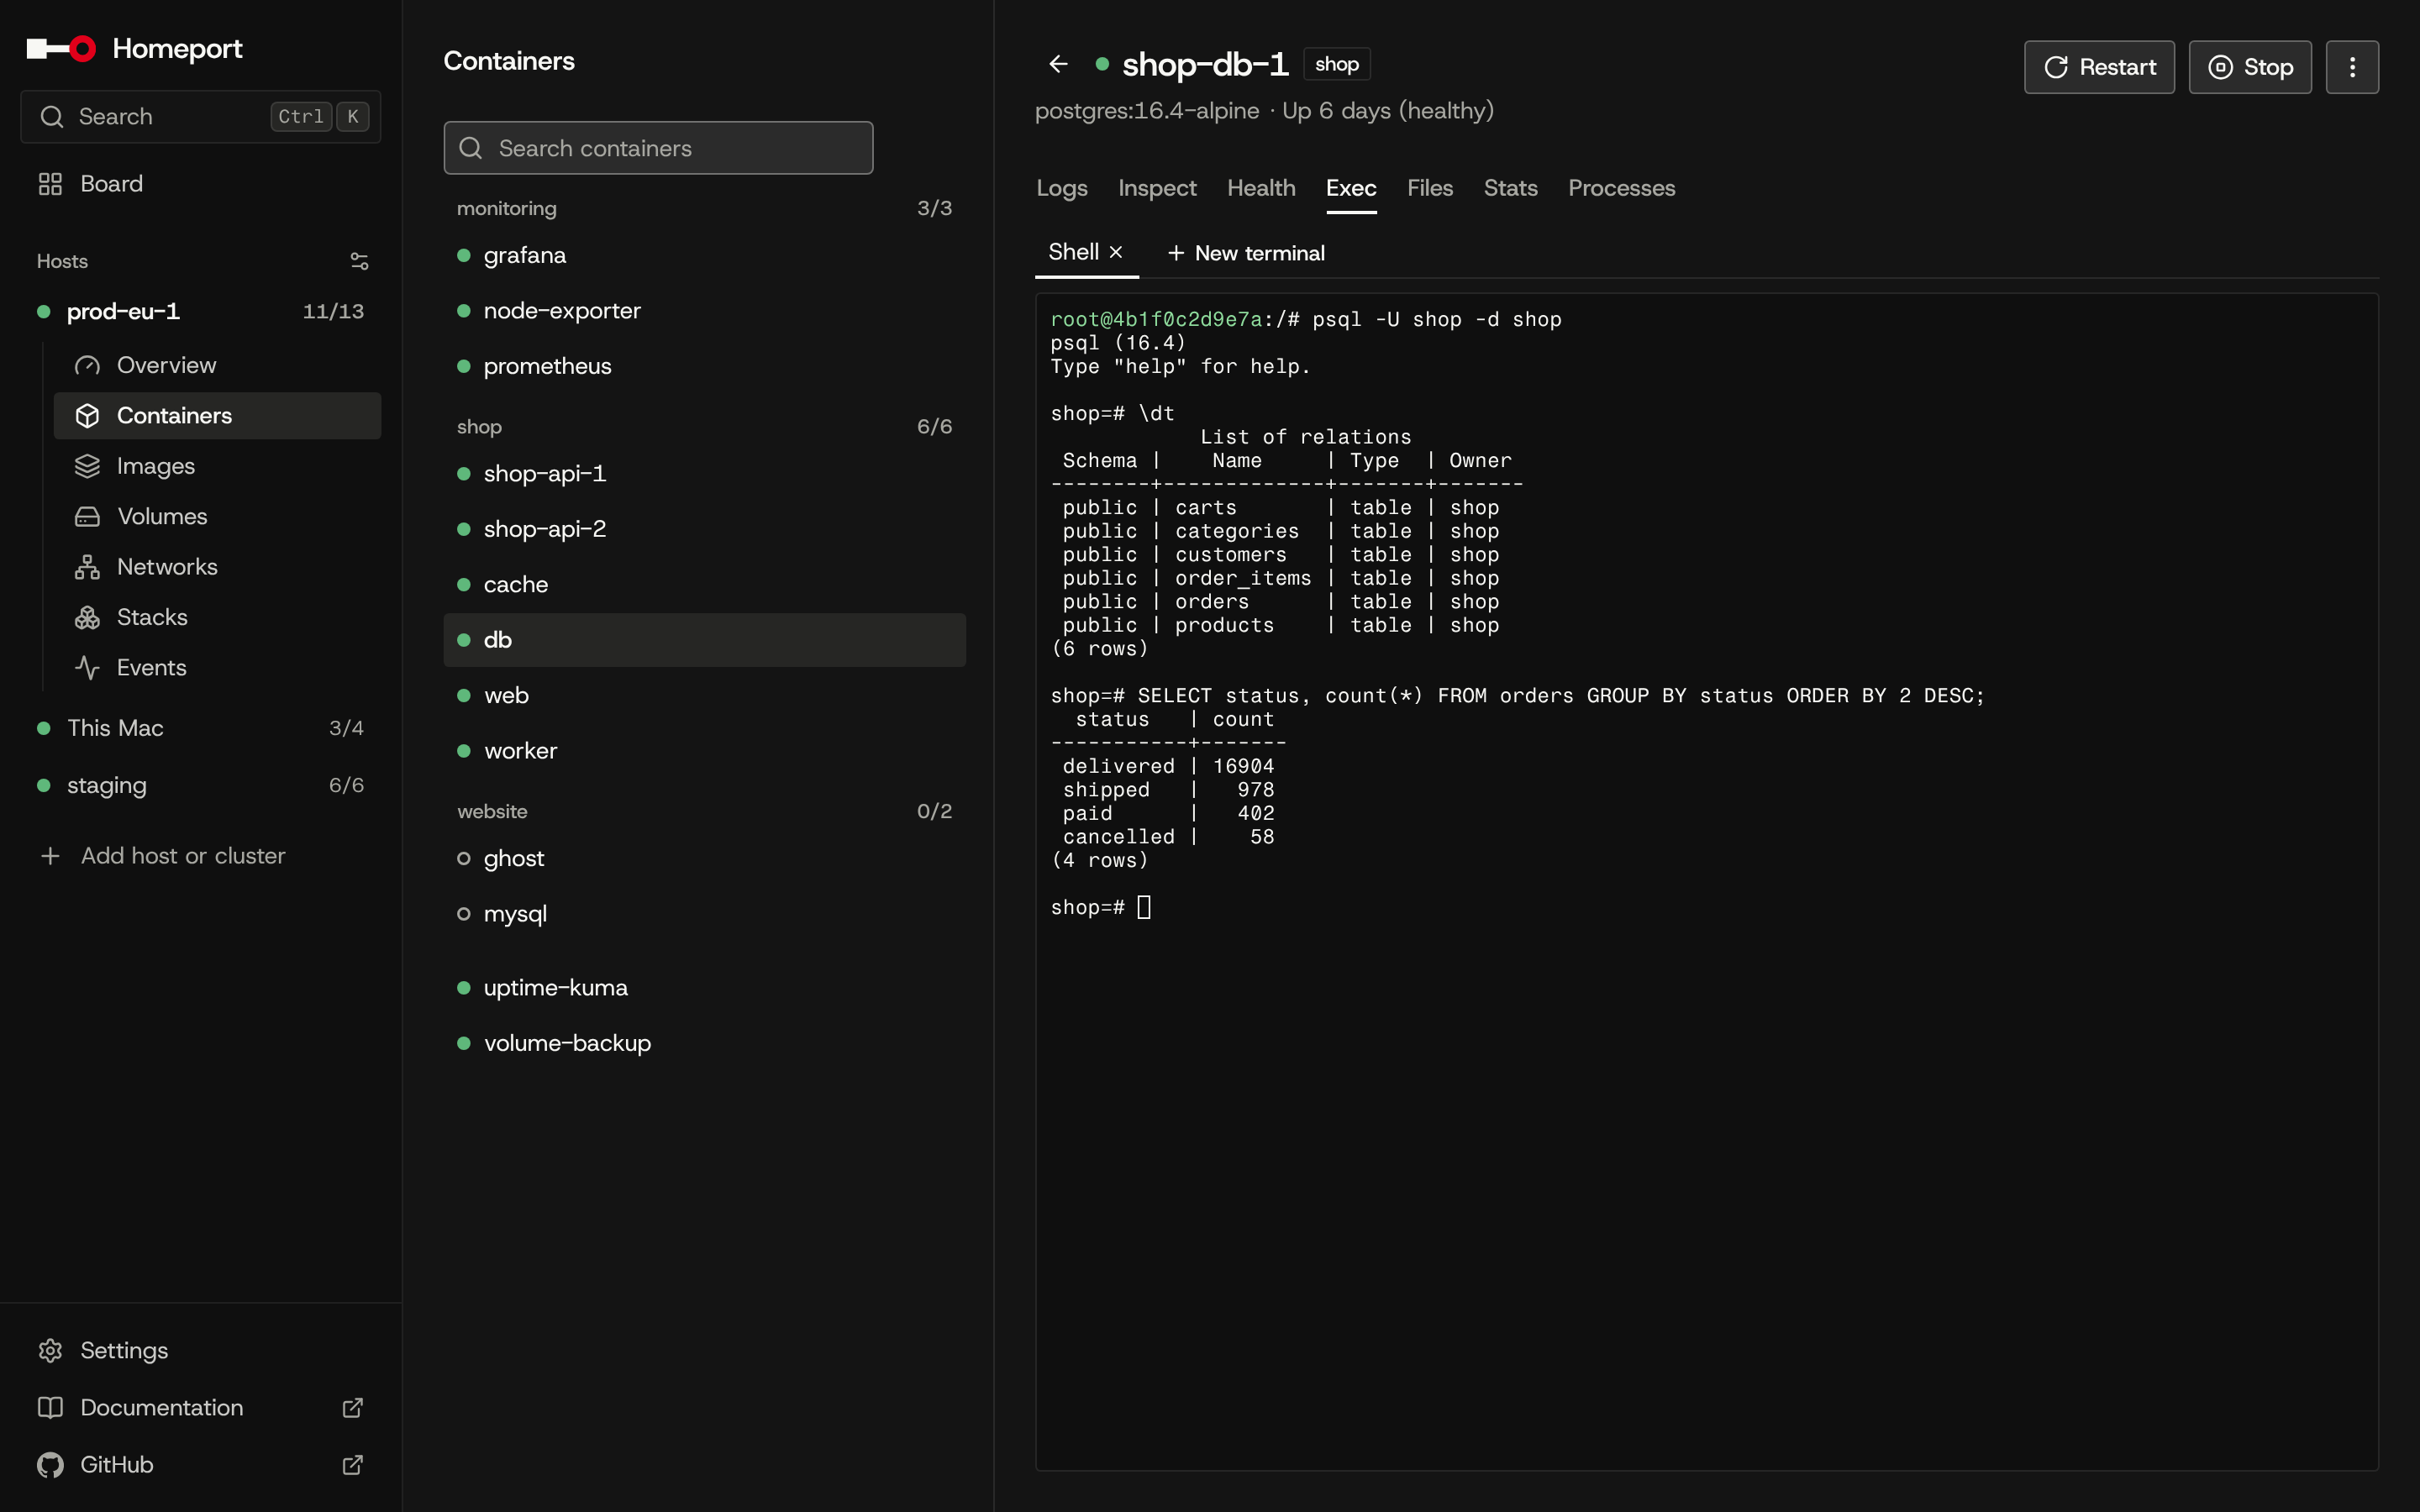 Homeport
Search Ctrl K
Board
Hosts
prod-eu-1 11/13
Overview
Containers
Images
Volumes
Networks
Stacks
Events
This Mac 3/4
staging 6/6
Add host or cluster
Settings
Documentation
GitHub
Containers
Search containers
monitoring 3/3
grafana
node-exporter
prometheus
shop 6/6
shop-api-1
shop-api-2
cache
db
web
worker
website 0/2
ghost
mysql
uptime-kuma
volume-backup
shop-db-1 shop
Restart
Stop
postgres:16.4-alpine · Up 6 days (healthy)
Logs Inspect Health Exec Files Stats Processes
Shell × + New terminal
root@4b1f0c2d9e7a:/# psql -U shop -d shop
psql (16.4)
Type "help" for help.
shop=# \dt
            List of relations
 Schema |    Name     | Type  | Owner
--------+-------------+-------+-------
 public | carts       | table | shop
 public | categories  | table | shop
 public | customers   | table | shop
 public | order_items | table | shop
 public | orders      | table | shop
 public | products    | table | shop
(6 rows)
shop=# SELECT status, count(*) FROM orders GROUP BY status ORDER BY 2 DESC;
  status   | count
-----------+-------
 delivered | 16904
 shipped   |   978
 paid      |   402
 cancelled |    58
(4 rows)
shop=#